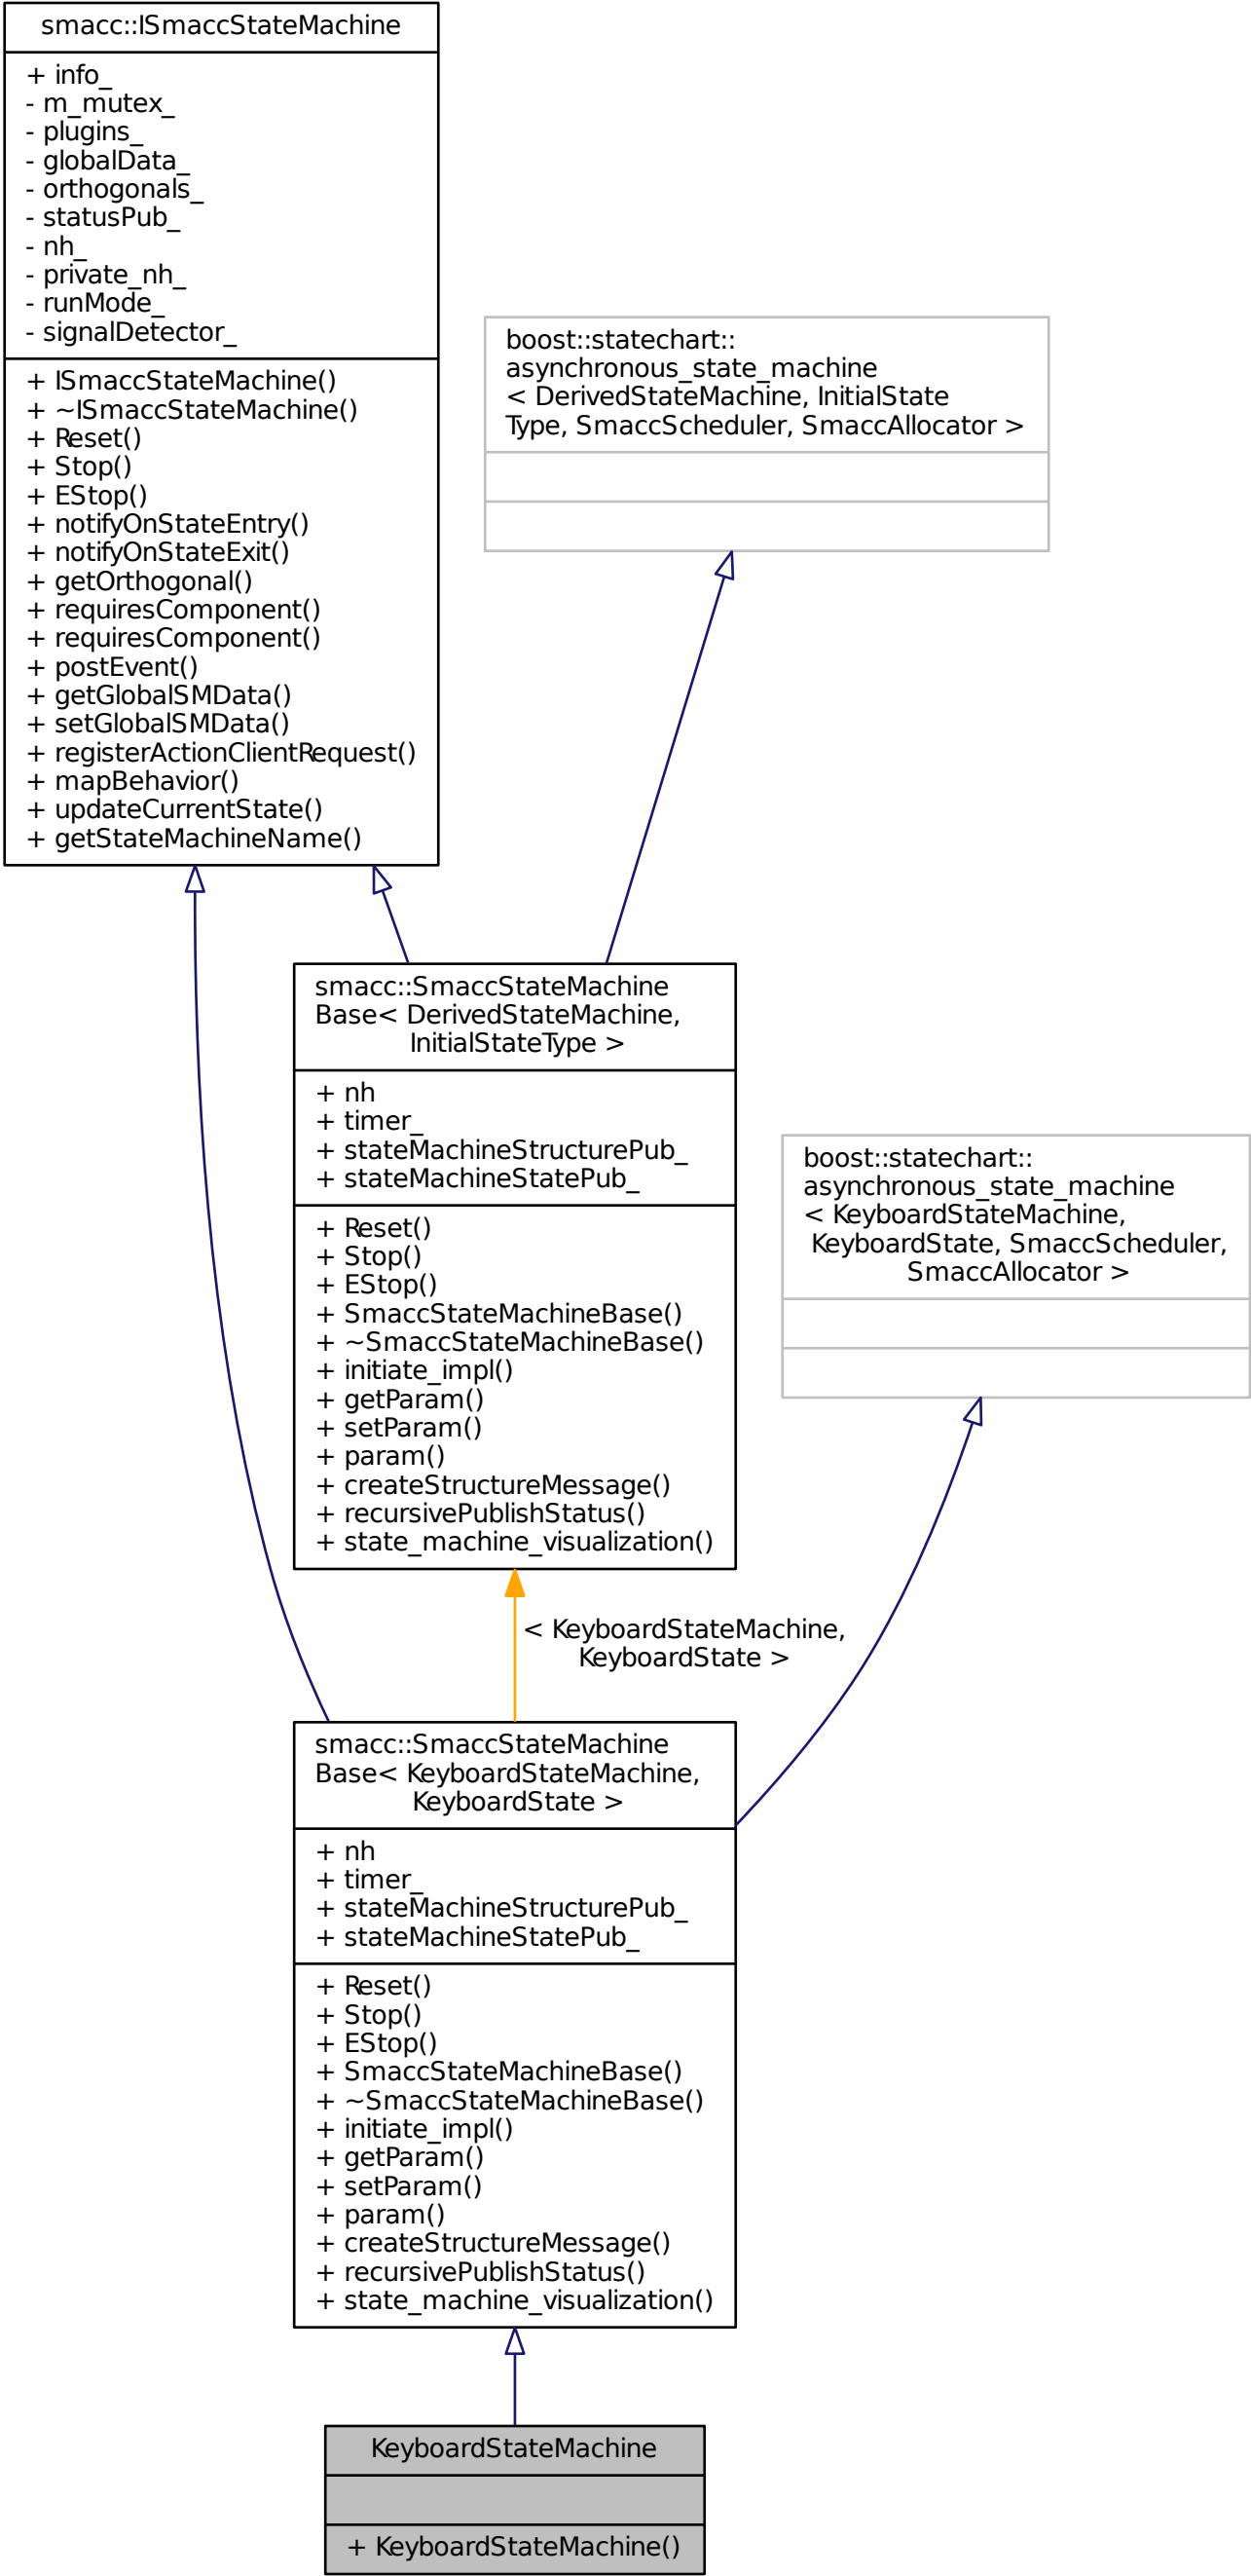 smacc::ISmaccStateMachine
+ info_
- m_mutex_
- plugins_
- globalData_
- orthogonals_
- statusPub_
- nh_
- private_nh_
- runMode_
- signalDetector_
+ ISmaccStateMachine()
+ ~ISmaccStateMachine()
+ Reset()
+ Stop()
+ EStop()
+ notifyOnStateEntry()
+ notifyOnStateExit()
+ getOrthogonal()
+ requiresComponent()
+ requiresComponent()
+ postEvent()
+ getGlobalSMData()
+ setGlobalSMData()
+ registerActionClientRequest()
+ mapBehavior()
+ updateCurrentState()
+ getStateMachineName()
boost::statechart::
asynchronous_state_machine
< DerivedStateMachine, InitialState
Type, SmaccScheduler, SmaccAllocator >
smacc::SmaccStateMachine
Base< DerivedStateMachine,
InitialStateType >
+ nh
+ timer_
+ stateMachineStructurePub_
+ stateMachineStatePub_
+ Reset()
+ Stop()
+ EStop()
+ SmaccStateMachineBase()
+ ~SmaccStateMachineBase()
+ initiate_impl()
+ getParam()
+ setParam()
+ param()
+ createStructureMessage()
+ recursivePublishStatus()
+ state_machine_visualization()
boost::statechart::
asynchronous_state_machine
< KeyboardStateMachine,
KeyboardState, SmaccScheduler,
SmaccAllocator >
< KeyboardStateMachine,
KeyboardState >
smacc::SmaccStateMachine
Base< KeyboardStateMachine,
KeyboardState >
+ nh
+ timer_
+ stateMachineStructurePub_
+ stateMachineStatePub_
+ Reset()
+ Stop()
+ EStop()
+ SmaccStateMachineBase()
+ ~SmaccStateMachineBase()
+ initiate_impl()
+ getParam()
+ setParam()
+ param()
+ createStructureMessage()
+ recursivePublishStatus()
+ state_machine_visualization()
KeyboardStateMachine
+ KeyboardStateMachine()